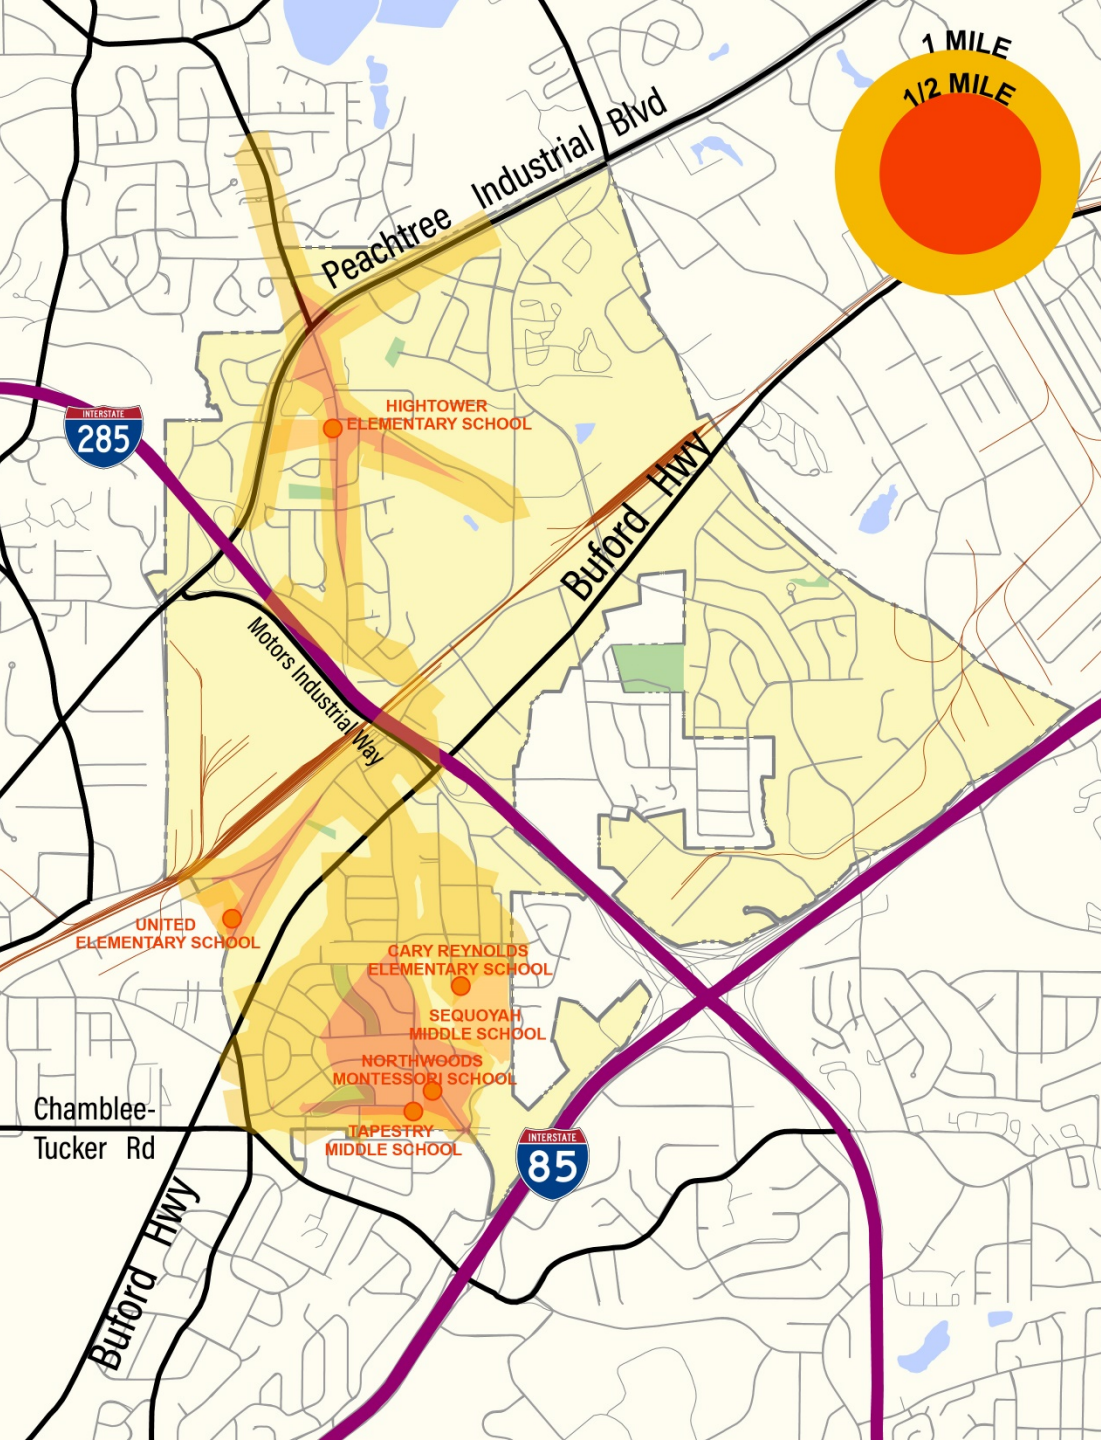 1 MILE
1/2 MILE
Peachtree Industrial Blvd
INTERSTATE
285
HIGHTOWER
ELEMENTARY SCHOOL
Buford Hwy
Motors Industrial Way
UNITED
ELEMENTARY SCHOOL
CARY REYNOLDS
ELEMENTARY SCHOOL
SEQUOYAH
MIDDLE SCHOOL
NORTHWOODS
MONTESSORI SCHOOL
TAPESTRY
MIDDLE SCHOOL
Chamblee-
Tucker Rd
INTERSTATE
85
Buford Hwy